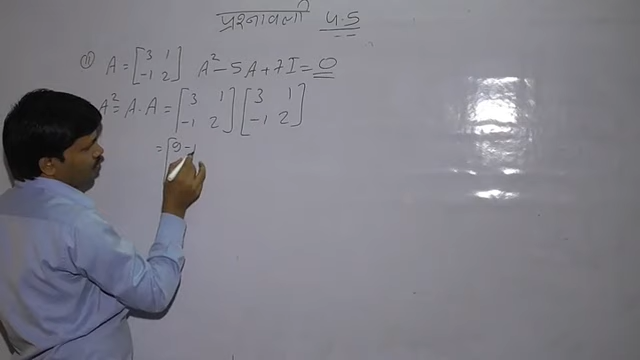 प्रश्नावली 4.5
(11) A = [3 1 -1 2] A² - 5A + 7I = O
A² = A.A = [3 1 -1 2] [3 1 -1 2]
= [9-1